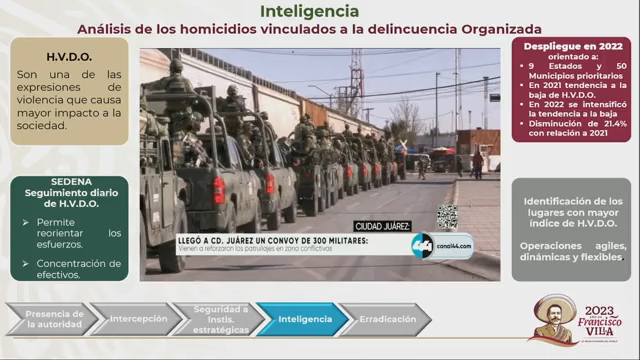 Inteligencia
Análisis de los homicidios vinculados a la delincuencia Organizada
H.V.D.O.
Son una de las
expresiones de
violencia que causa
mayor impacto a la
sociedad.
SEDENA
Seguimiento diario
de H.V.D.O.
➢ Permite
reorientar los
esfuerzos.
➢ Concentración de
efectivos.
CIUDAD JUÁREZ:
LLEGÓ A CD. JUÁREZ UN CONVOY DE 300 MILITARES:
Vienen a reforzaron los patrullajes en zona conflictivas
44
canal44.com
Despliegue en 2022
orientado a:
• 9 Estados y 50
Municipios prioritarios
• En 2021 tendencia a la
baja de H.V.D.O.
• En 2022 se intensificó
la tendencia a la baja
• Disminución de 21.4%
con relación a 2021
Identificación de los
lugares con mayor
índice de H.V.D.O.
Operaciones agiles,
dinámicas y flexibles.
Presencia de
la autoridad
Intercepción
Seguridad a
Instls.
estratégicas
Inteligencia
Erradicación
2023
Francisco
VILLA